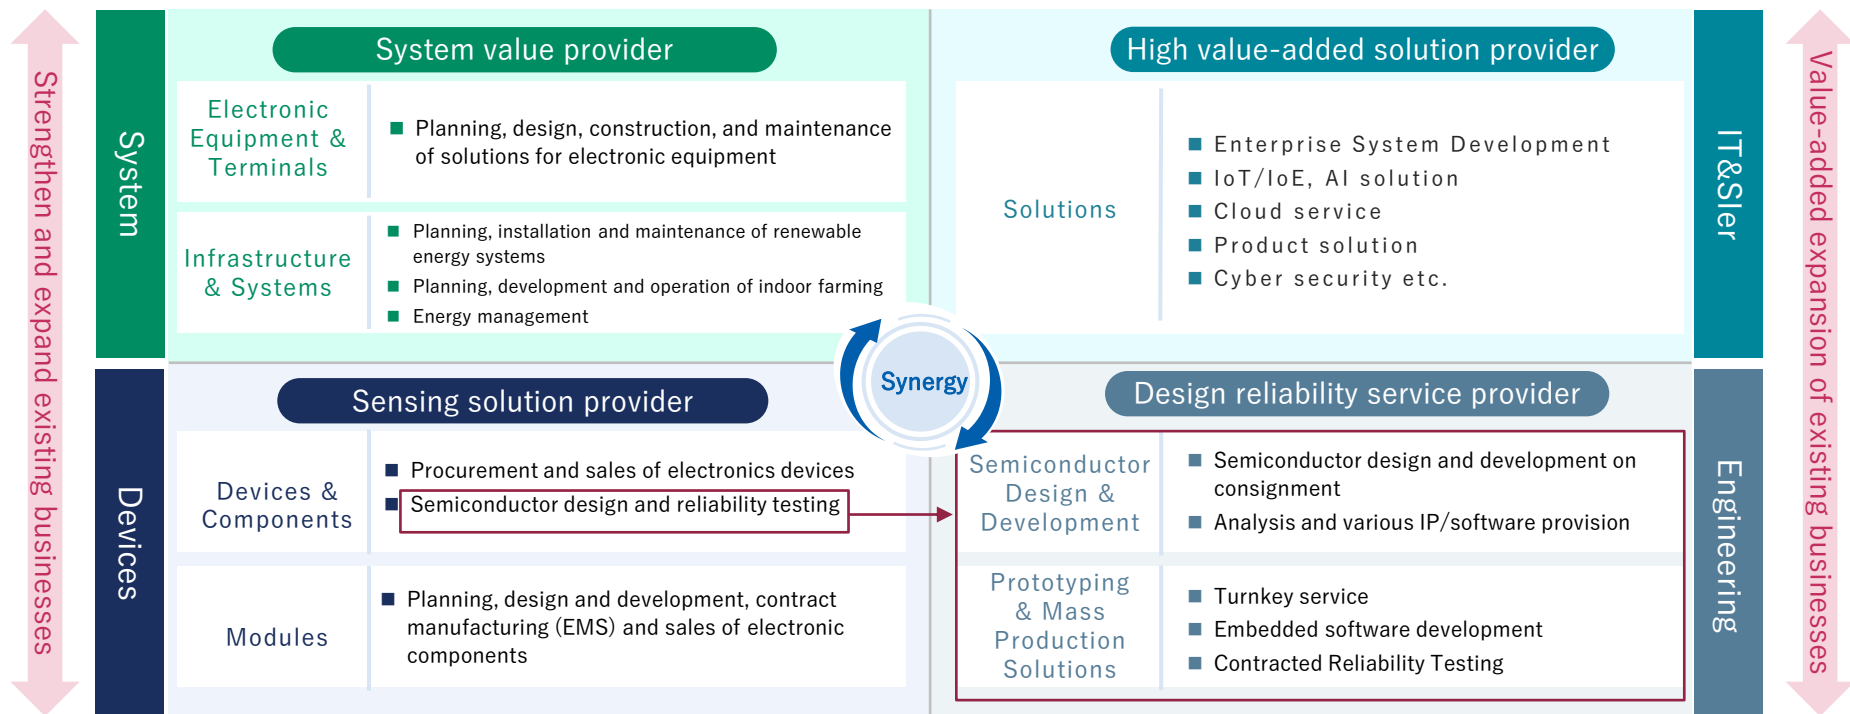 Strengthen and expand existing businesses
System
System value provider
Electronic
Equipment &
Terminals
■ Planning, design, construction, and maintenance
of solutions for electronic equipment
Infrastructure
& Systems
■ Planning, installation and maintenance of renewable
energy systems
■ Planning, development and operation of indoor farming
■ Energy management
High value-added solution provider
Solutions
■ Enterprise System Development
■ IoT/IoE, AI solution
■ Cloud service
■ Product solution
■ Cyber security etc.
IT&SIer
Value-added expansion of existing businesses
Synergy
Devices
Sensing solution provider
Devices &
Components
■ Procurement and sales of electronics devices
■ Semiconductor design and reliability testing
Modules
■ Planning, design and development, contract
manufacturing (EMS) and sales of electronic
components
Design reliability service provider
Semiconductor
Design &
Development
■ Semiconductor design and development on
consignment
■ Analysis and various IP/software provision
Prototyping
& Mass
Production
Solutions
■ Turnkey service
■ Embedded software development
■ Contracted Reliability Testing
Engineering